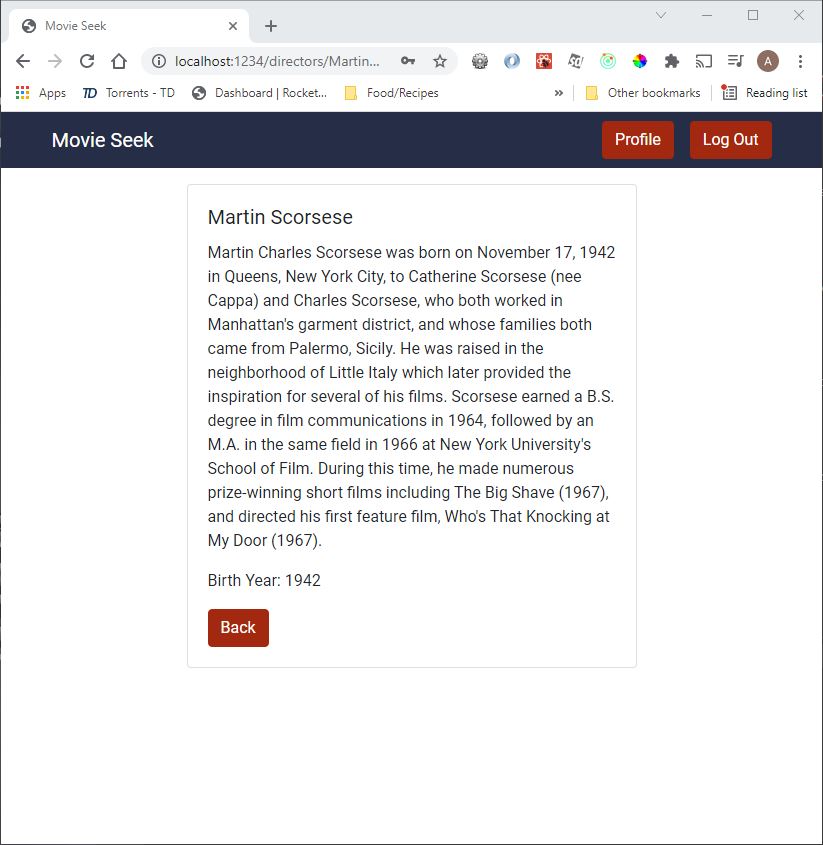 Movie Seek
localhost:1234/directors/Martin...
A
Apps
TD Torrents - TD
Dashboard | Rocket...
Food/Recipes
»
Other bookmarks
Reading list
Movie Seek
Profile
Log Out
Martin Scorsese
Martin Charles Scorsese was born on November 17, 1942
in Queens, New York City, to Catherine Scorsese (nee
Cappa) and Charles Scorsese, who both worked in
Manhattan's garment district, and whose families both
came from Palermo, Sicily. He was raised in the
neighborhood of Little Italy which later provided the
inspiration for several of his films. Scorsese earned a B.S.
degree in film communications in 1964, followed by an
M.A. in the same field in 1966 at New York University's
School of Film. During this time, he made numerous
prize-winning short films including The Big Shave (1967),
and directed his first feature film, Who's That Knocking at
My Door (1967).
Birth Year: 1942
Back